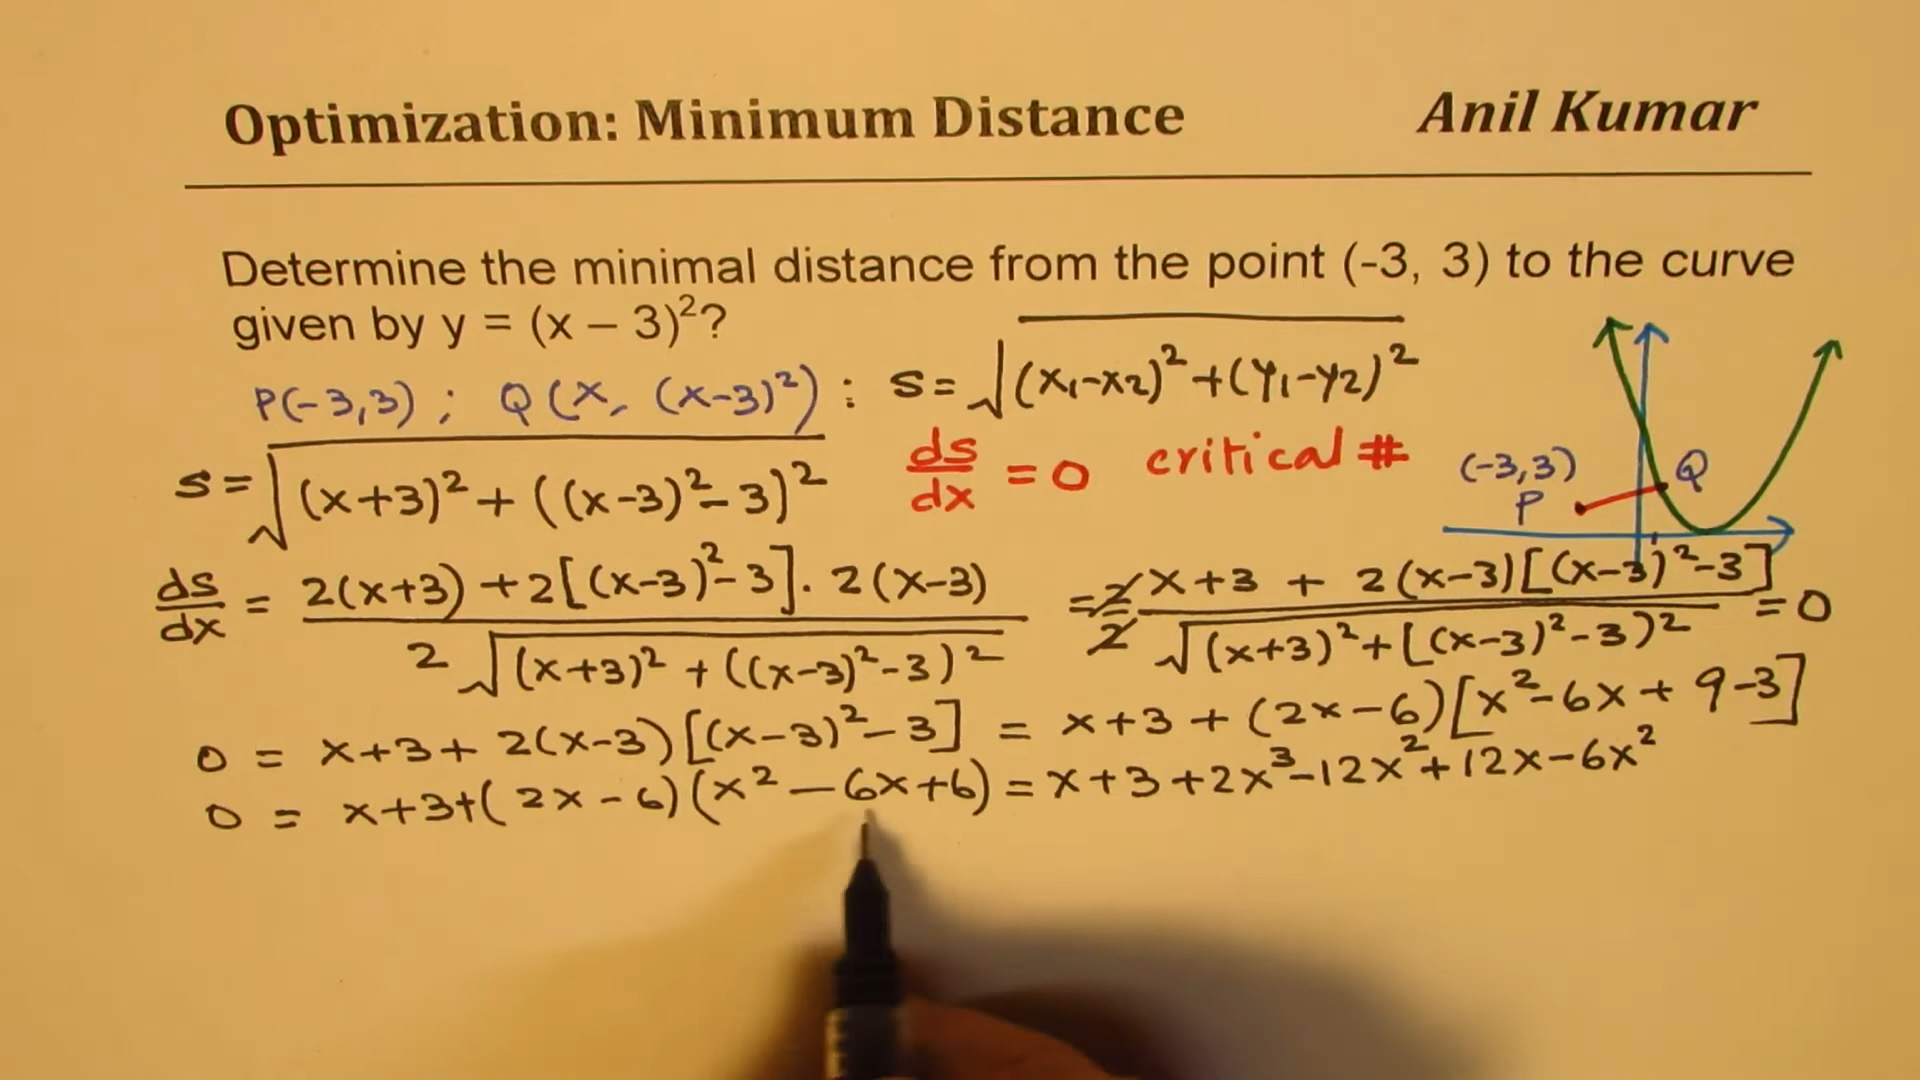 Optimization: Minimum Distance Anil Kumar
Determine the minimal distance from the point (-3, 3) to the curve
given by y = (x – 3)²?
P(-3,3) ; Q(x, (x-3)²) : s = √(x₁-x₂)² + (y₁-y₂)²
s = √(x+3)² + ((x-3)² - 3)²
ds/dx = 0 critical #
(-3,3)
P
Q
ds/dx = 2(x+3) + 2[(x-3)² - 3] · 2(x-3) / 2√(x+3)² + ((x-3)² - 3)² = 2/2 x+3 + 2(x-3)[(x-3)² - 3] / √(x+3)² + [(x-3)² - 3)² = 0
0 = x+3 + 2(x-3)[(x-3)² - 3] = x+3 + (2x-6)[x² - 6x + 9 - 3]
0 = x+3 + (2x - 6)(x² - 6x + 6) = x+3 + 2x³ - 12x² + 12x - 6x²